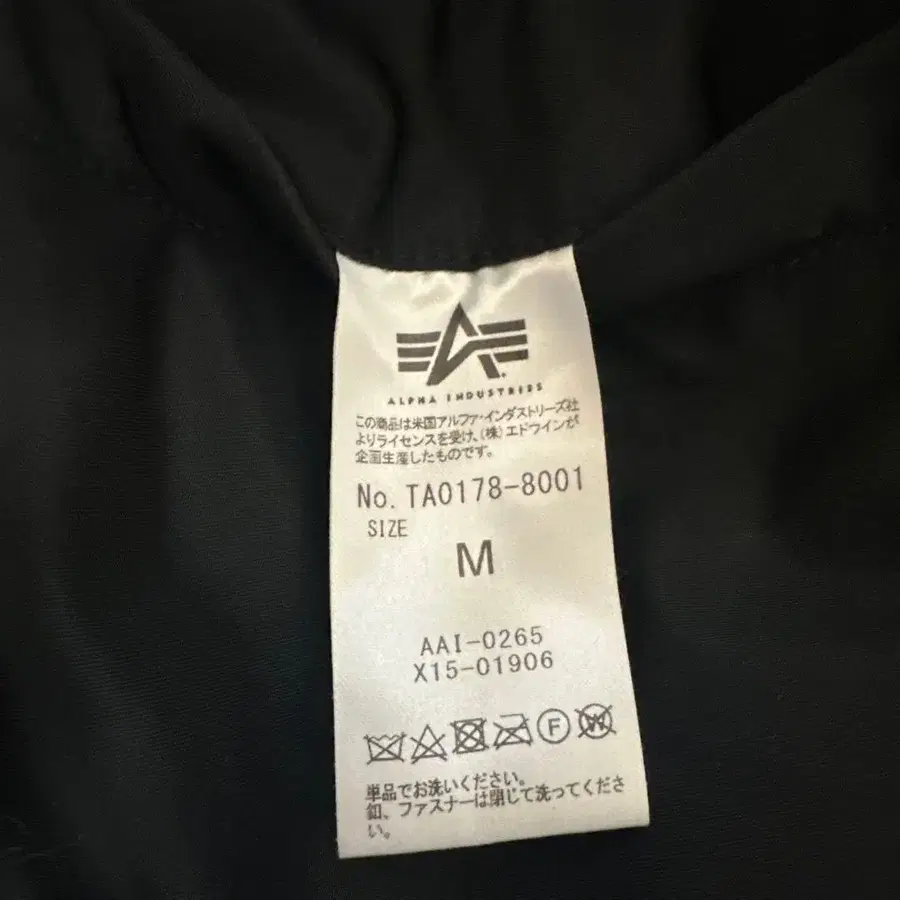 ALPHA INDUSTRIES
この商品は米国アルファ・インダストリーズ社
よりライセンスを受け、(株)エドウインが
企画生産したものです。
No. TA0178-8001
SIZE
M
AAI-0265
X15-01906
F
W
単品でお洗いください。
釦、ファスナーは閉じて洗ってくださ
い。